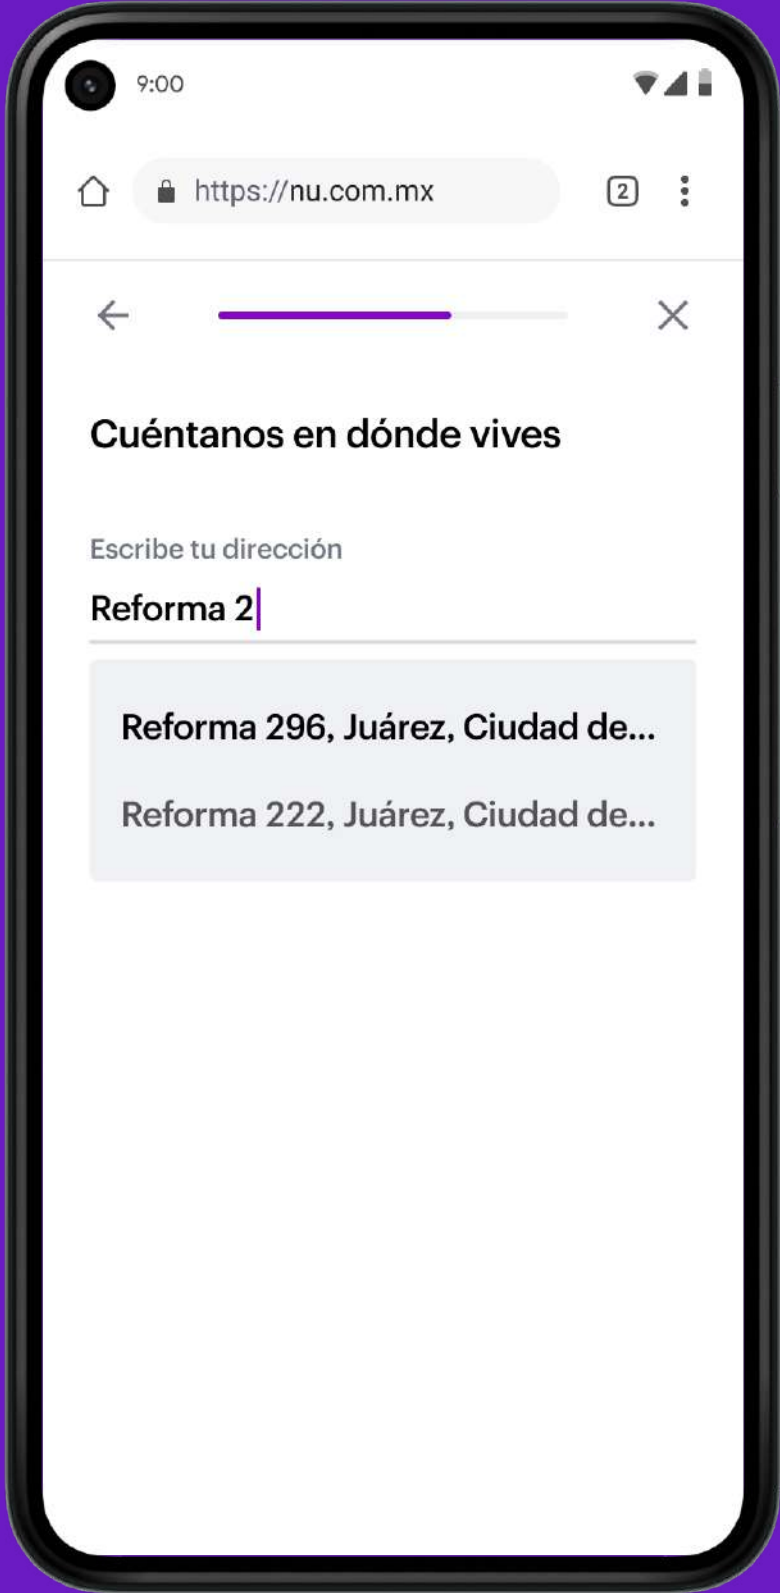 9:00
https://nu.com.mx
2
Cuéntanos en dónde vives
Escribe tu dirección
Reforma 2
Reforma 296, Juárez, Ciudad de...
Reforma 222, Juárez, Ciudad de...